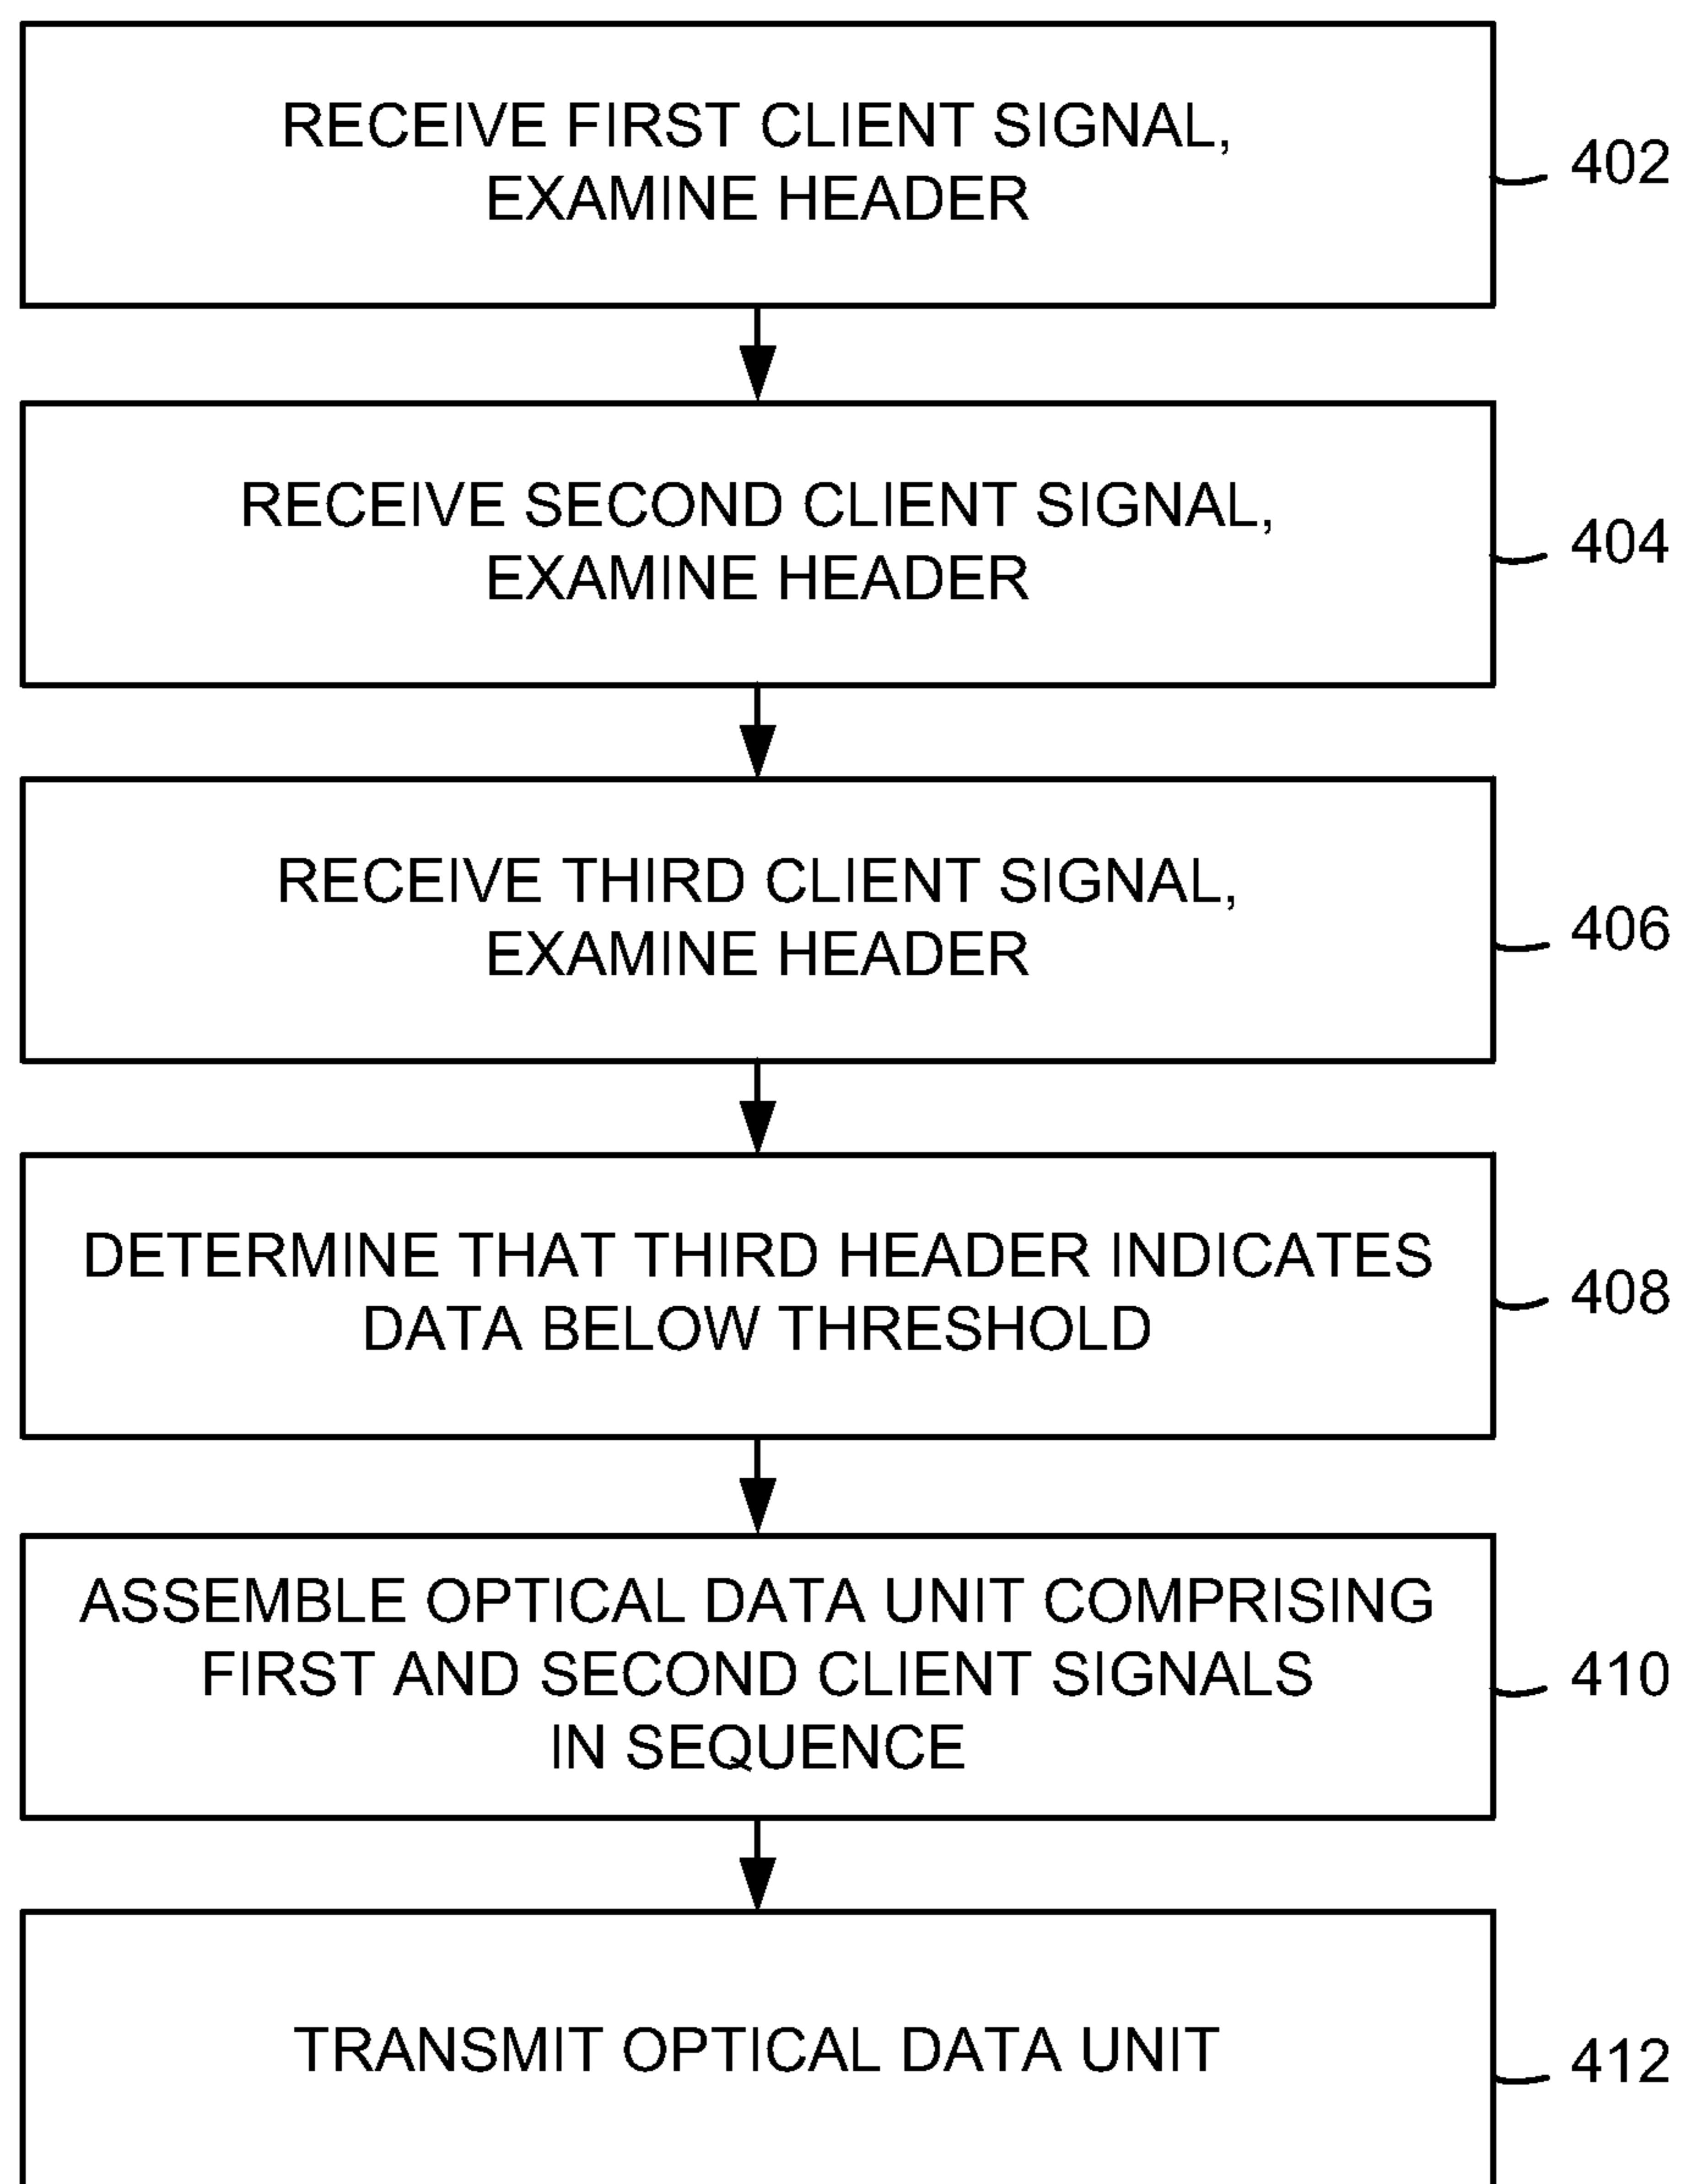 RECEIVE FIRST CLIENT SIGNAL,
EXAMINE HEADER
402
RECEIVE SECOND CLIENT SIGNAL,
EXAMINE HEADER
404
RECEIVE THIRD CLIENT SIGNAL,
EXAMINE HEADER
406
DETERMINE THAT THIRD HEADER INDICATES
DATA BELOW THRESHOLD
408
ASSEMBLE OPTICAL DATA UNIT COMPRISING
FIRST AND SECOND CLIENT SIGNALS
IN SEQUENCE
410
TRANSMIT OPTICAL DATA UNIT
412